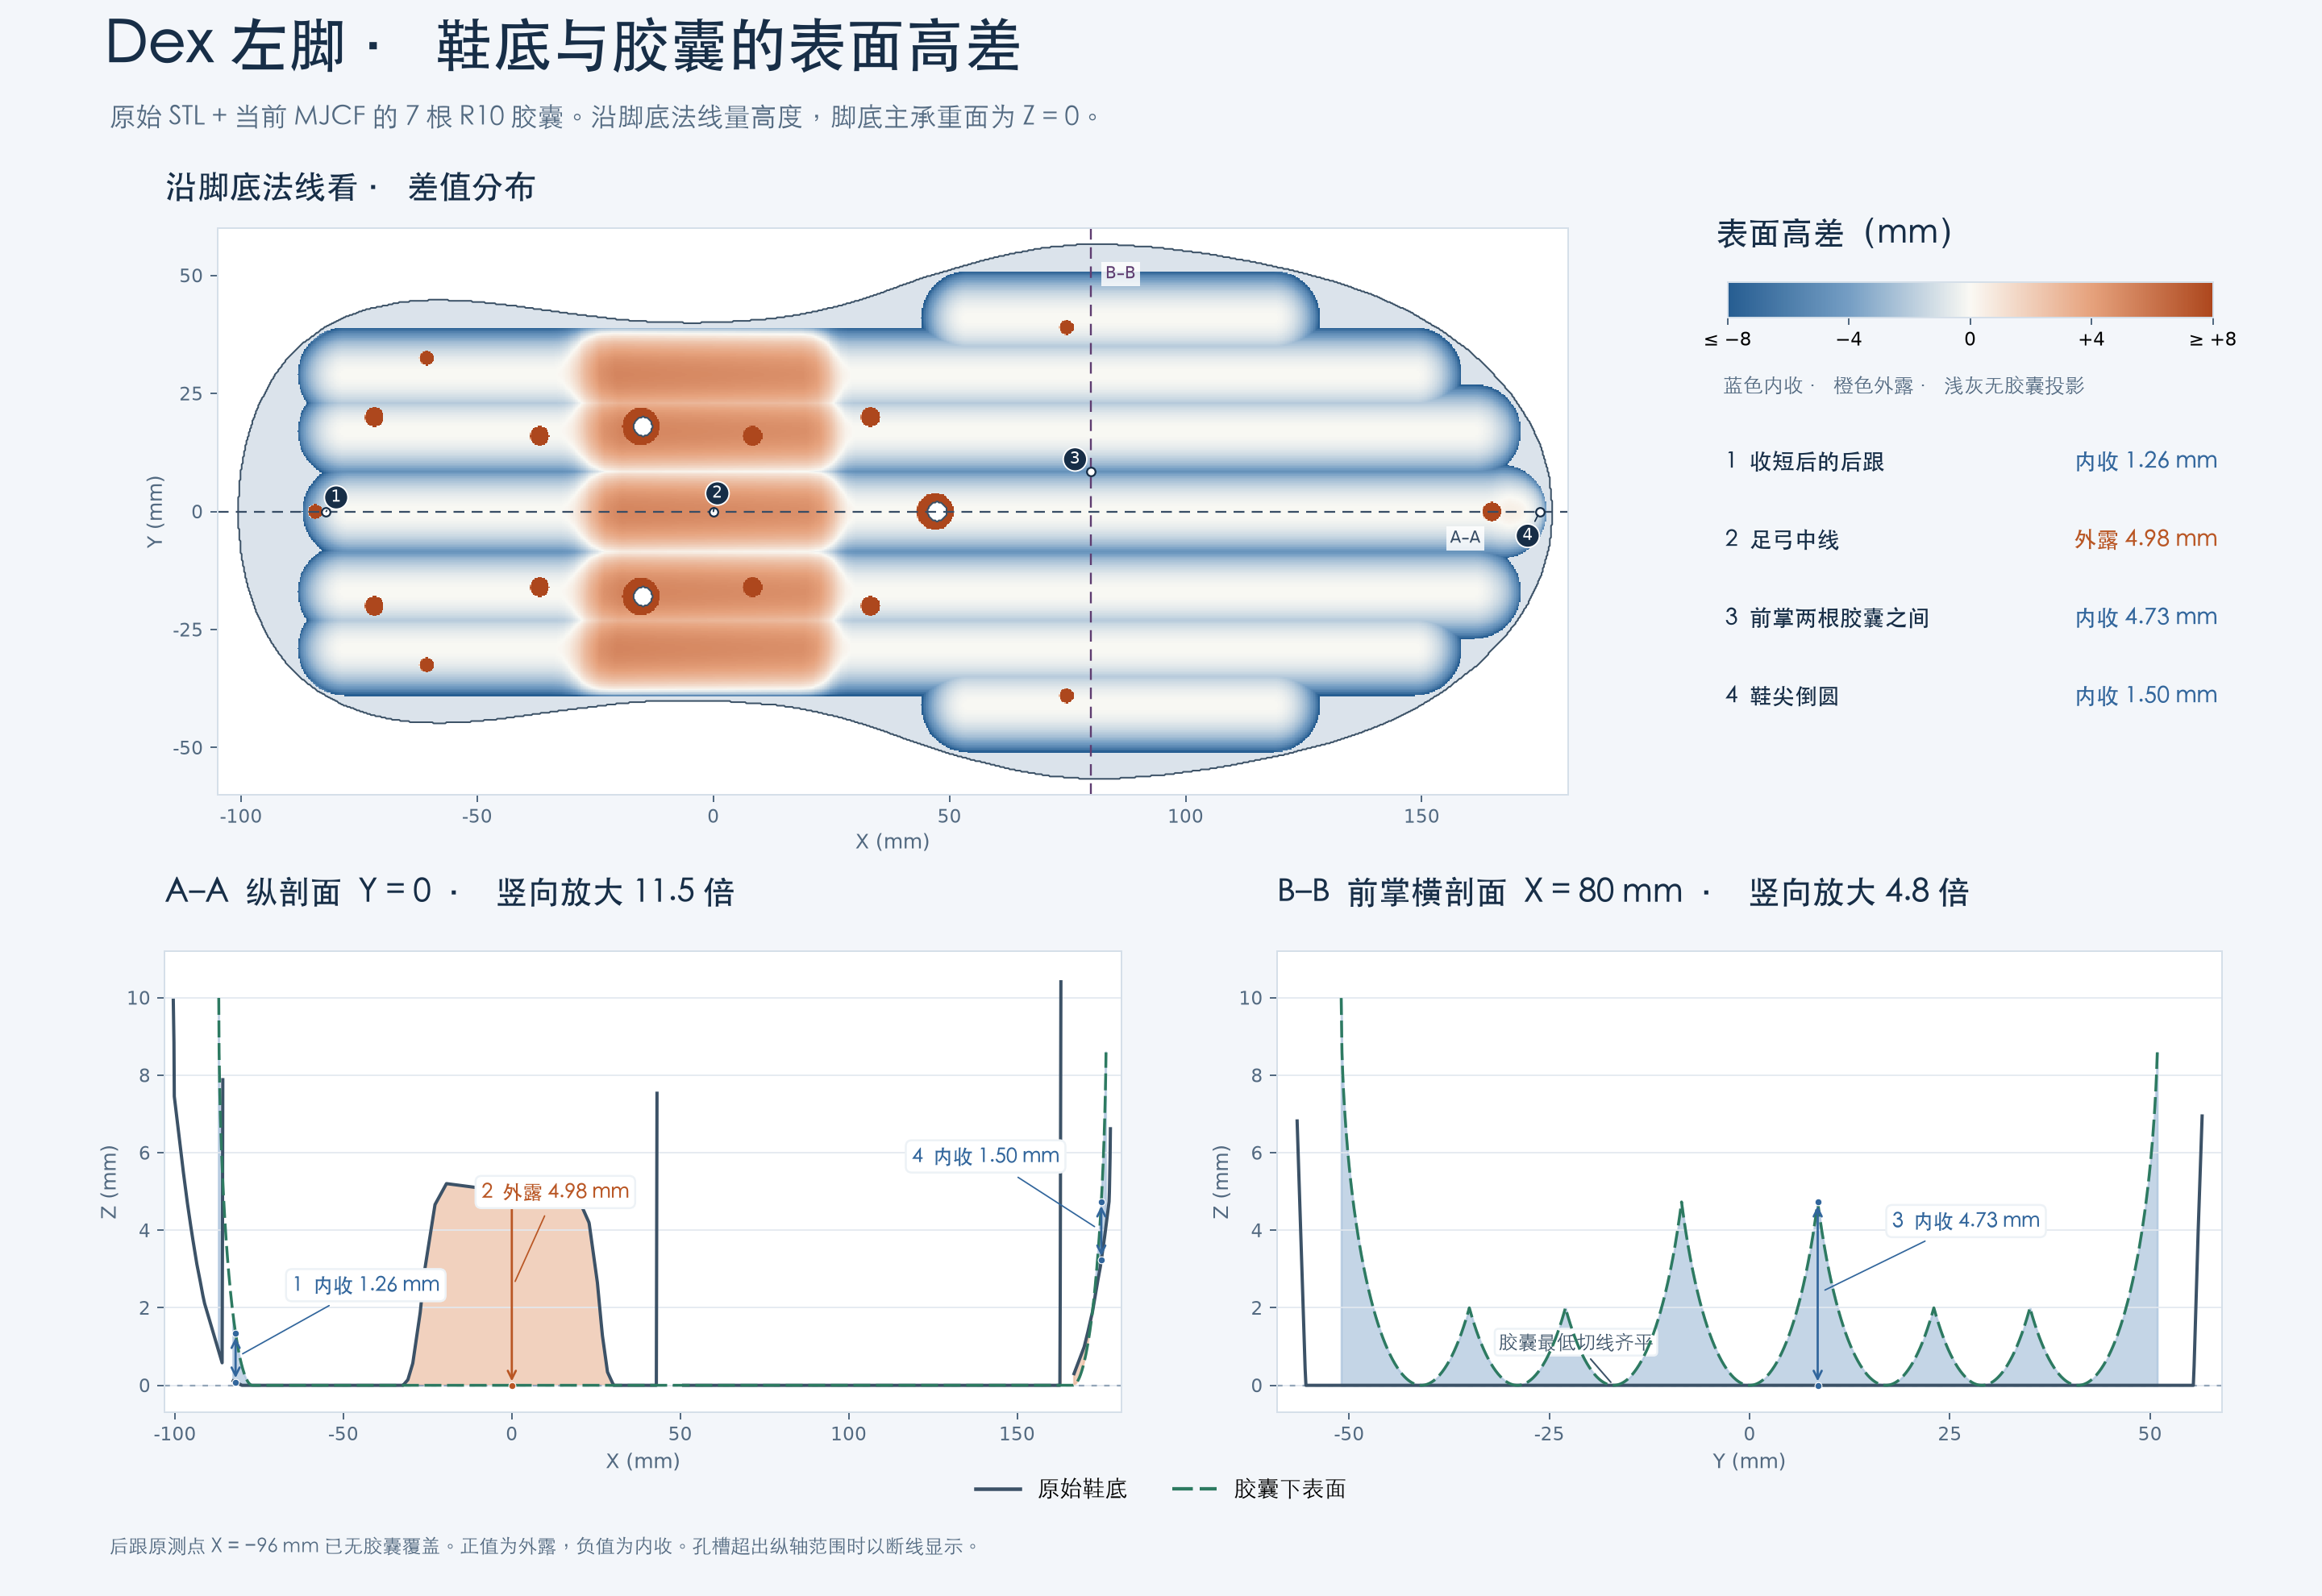 Dex 左脚 · 鞋底与胶囊的表面高差
原始 STL + 当前 MJCF 的 7 根 R10 胶囊。沿脚底法线量高度，脚底主承重面为 Z = 0。
沿脚底法线看 · 差值分布
B–B
50
25
0
-25
-50
Y (mm)
1
2
3
4
A–A
-100
-50
0
50
100
150
X (mm)
表面高差 (mm)
≤ −8
−4
0
+4
≥ +8
蓝色内收 · 橙色外露 · 浅灰无胶囊投影
1 收短后的后跟 内收 1.26 mm
2 足弓中线 外露 4.98 mm
3 前掌两根胶囊之间 内收 4.73 mm
4 鞋尖倒圆 内收 1.50 mm
A–A 纵剖面 Y = 0 · 竖向放大 11.5 倍
10
8
6
4
2
0
Z (mm)
1 内收 1.26 mm
2 外露 4.98 mm
4 内收 1.50 mm
-100
-50
0
50
100
150
X (mm)
B–B 前掌横剖面 X = 80 mm · 竖向放大 4.8 倍
10
8
6
4
2
0
Z (mm)
3 内收 4.73 mm
胶囊最低切线齐平
-50
-25
0
25
50
Y (mm)
原始鞋底
胶囊下表面
后跟原测点 X = −96 mm 已无胶囊覆盖。正值为外露，负值为内收。孔槽超出纵轴范围时以断线显示。